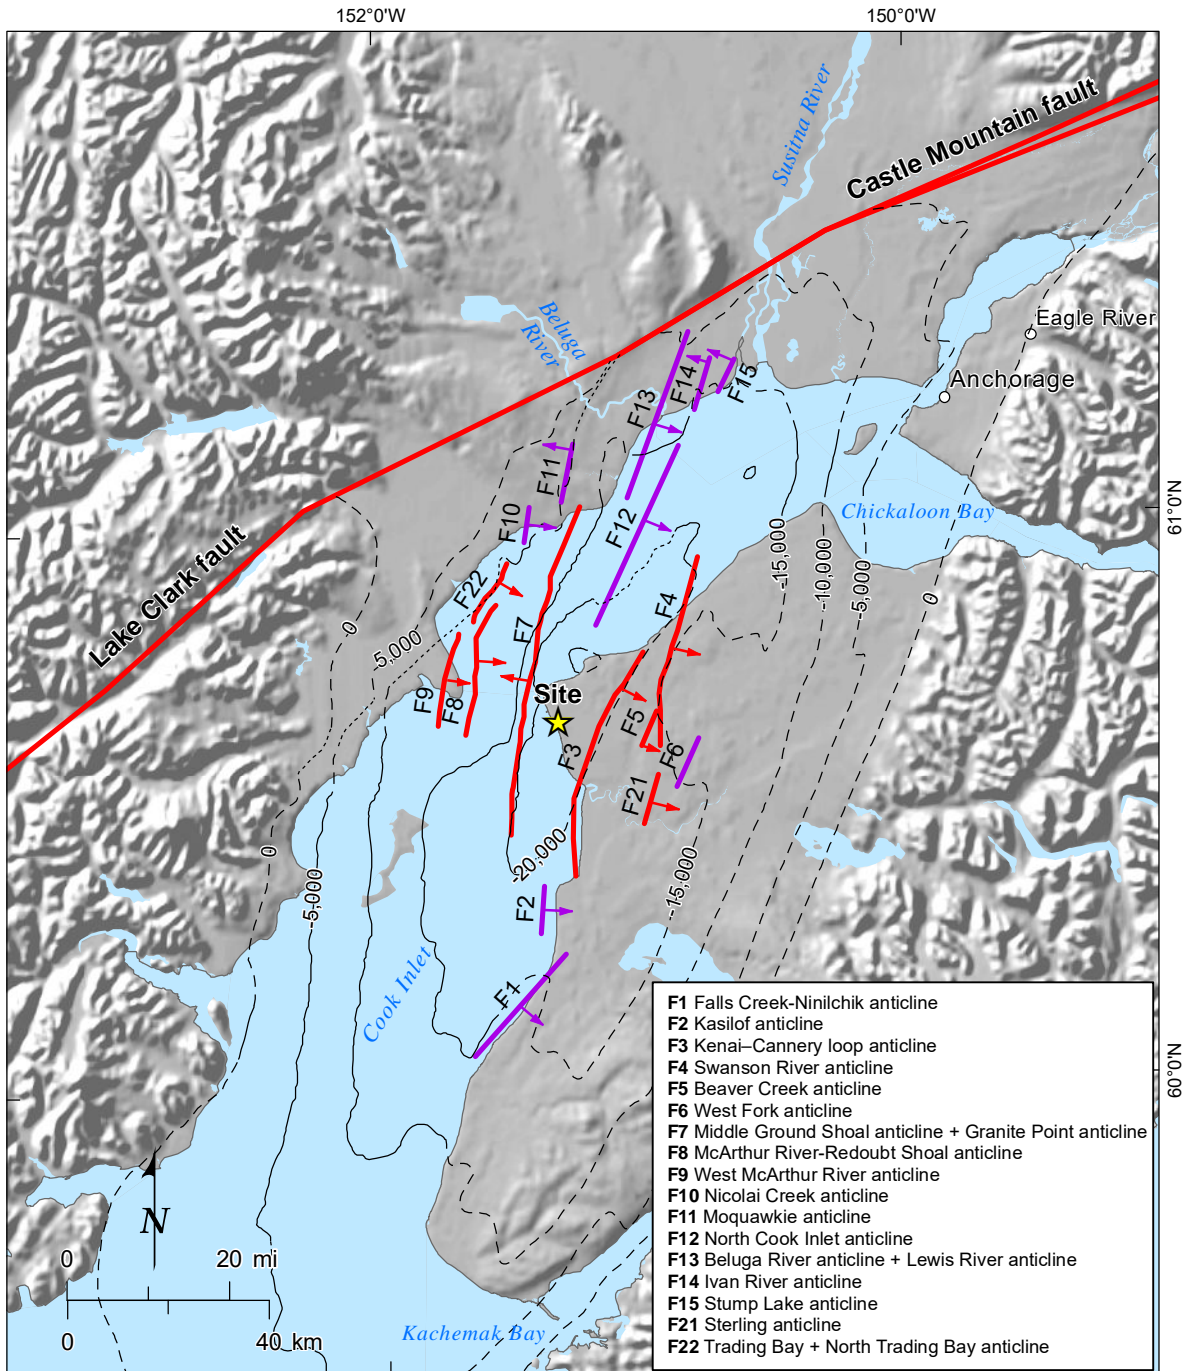 152°0'W
150°0'W
Susitna River
Castle Mountain fault
Beluga
River
Eagle River
Anchorage
F14
F15
F13
F11
F10
F12
Chickaloon Bay
61°0'N
Lake Clark fault
0
-5,000
F22
F7
F4
-15,000
-10,000
-5,000
0
F9
F8
Site
F3
F5
F6
F21
0
-5,000
-20,000
-15,000
F2
F1
Cook Inlet
60°0'N
N
0
20 mi
0
40 km
Kachemak Bay
F1 Falls Creek-Ninilchik anticline
F2 Kasilof anticline
F3 Kenai–Cannery loop anticline
F4 Swanson River anticline
F5 Beaver Creek anticline
F6 West Fork anticline
F7 Middle Ground Shoal anticline + Granite Point anticline
F8 McArthur River-Redoubt Shoal anticline
F9 West McArthur River anticline
F10 Nicolai Creek anticline
F11 Moquawkie anticline
F12 North Cook Inlet anticline
F13 Beluga River anticline + Lewis River anticline
F14 Ivan River anticline
F15 Stump Lake anticline
F21 Sterling anticline
F22 Trading Bay + North Trading Bay anticline